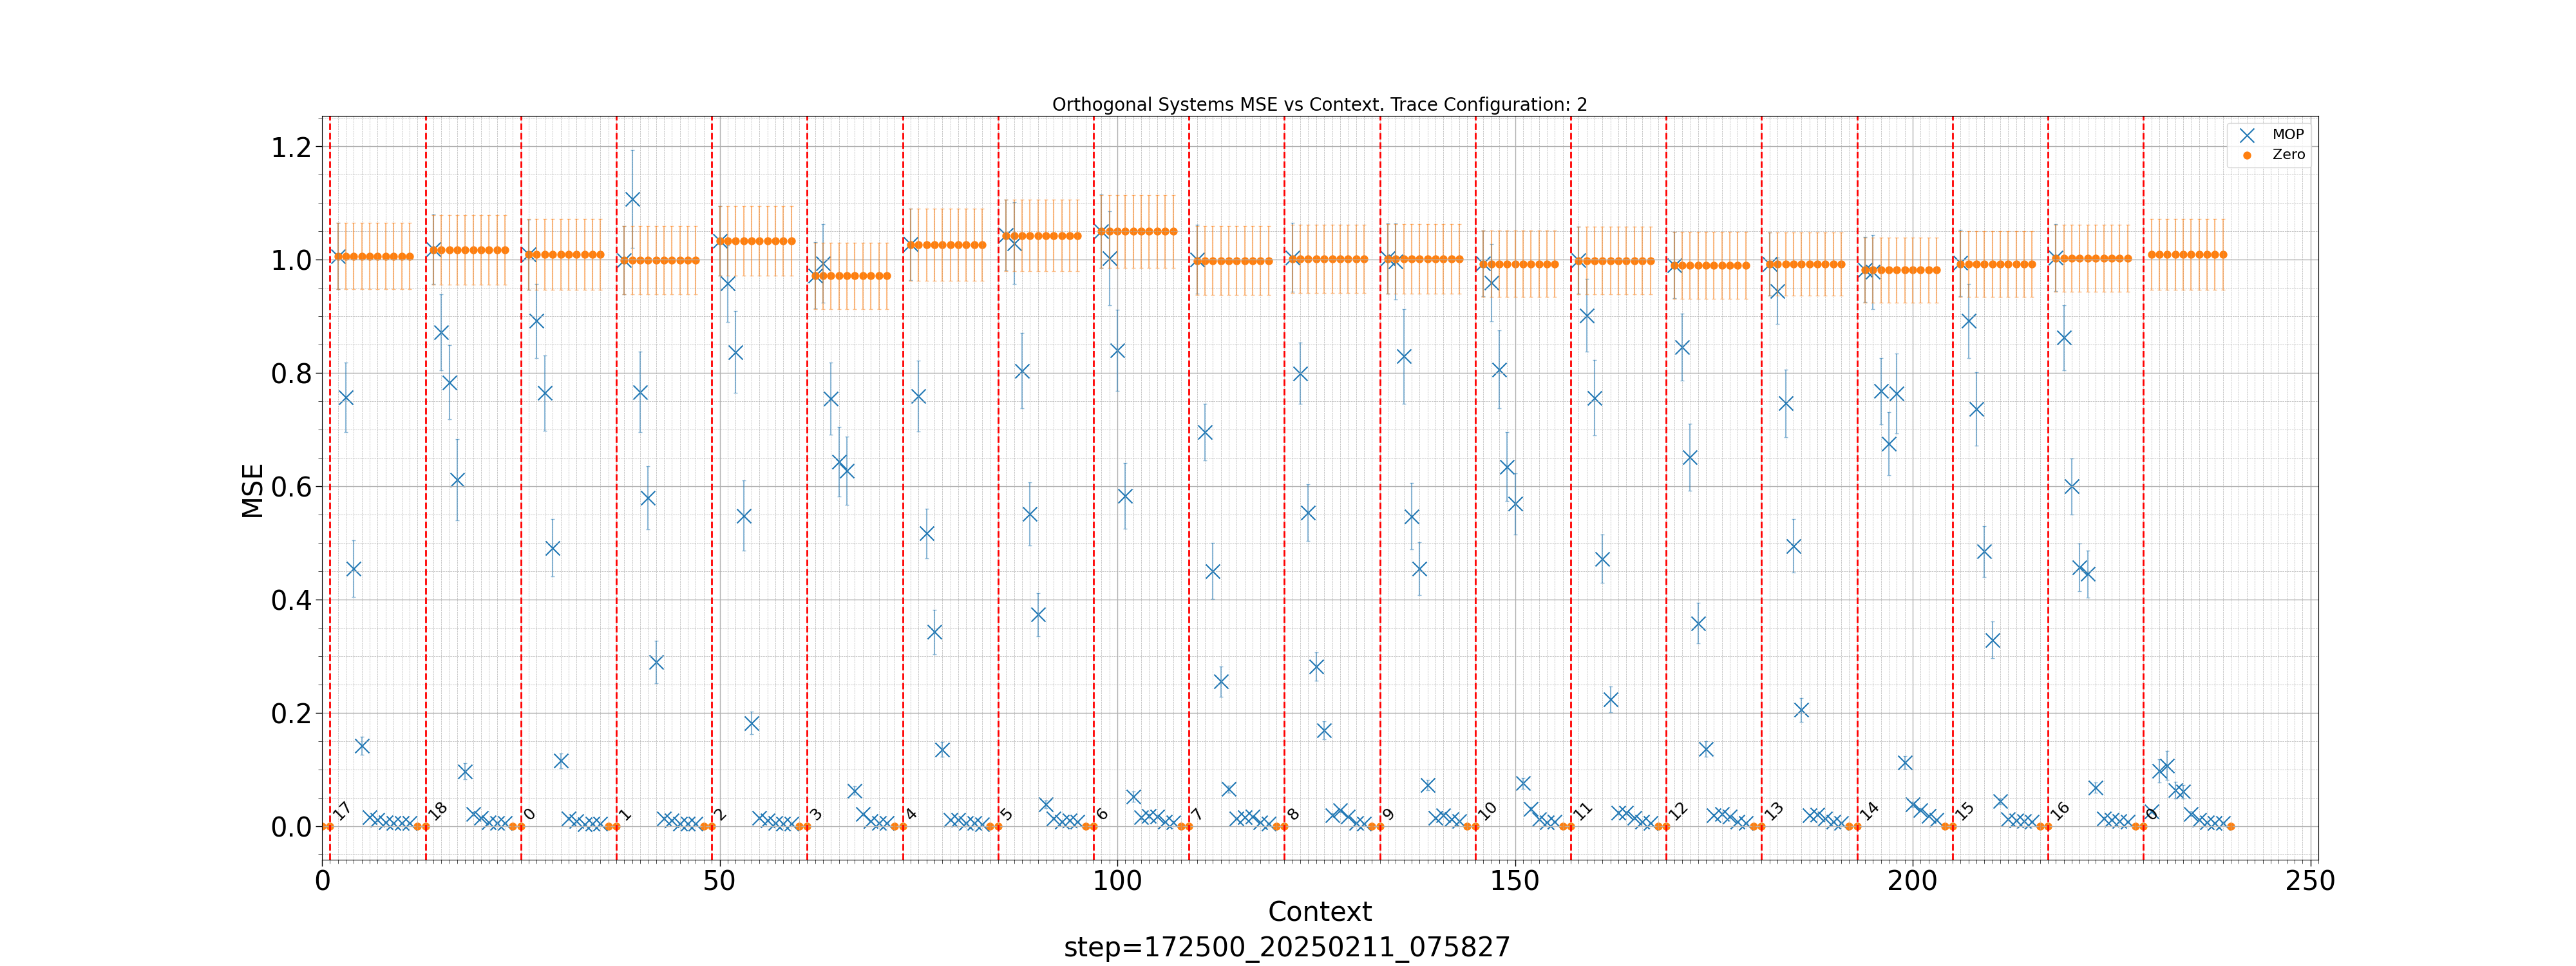 Orthogonal Systems MSE vs Context. Trace Configuration: 2
MOP
Zero
1.2
1.0
0.8
0.6
0.4
0.2
0.0
MSE
17 18 0 1 2 3 4 5 6 7 8 9 10 11 12 13 14 15 16 0
0 50 100 150 200 250
Context
step=172500_20250211_075827